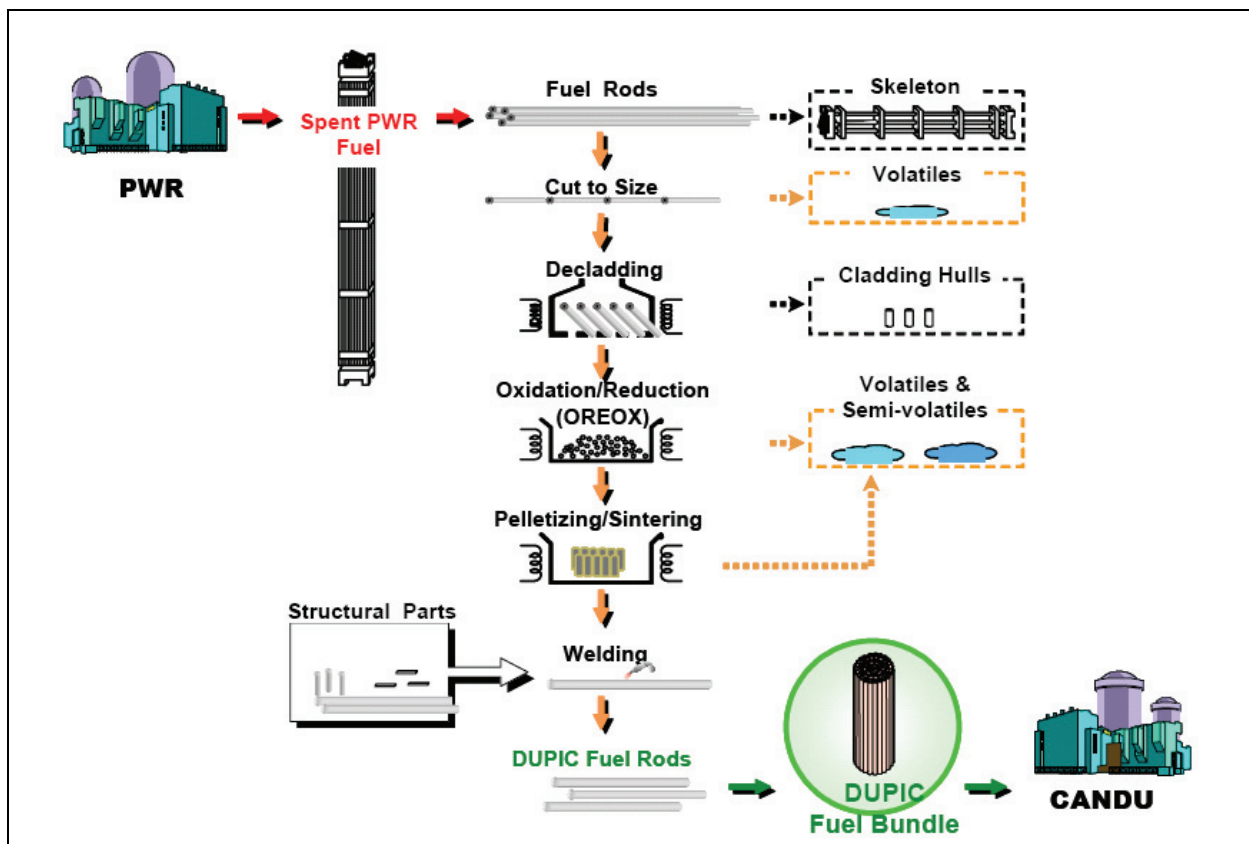 PWR
Spent PWR
Fuel
Fuel Rods
Skeleton
Cut to Size
Volatiles
Decladding
Cladding Hulls
Oxidation/Reduction
(OREOX)
Volatiles &
Semi-volatiles
Pelletizing/Sintering
Structural Parts
Welding
DUPIC Fuel Rods
DUPIC
Fuel Bundle
CANDU